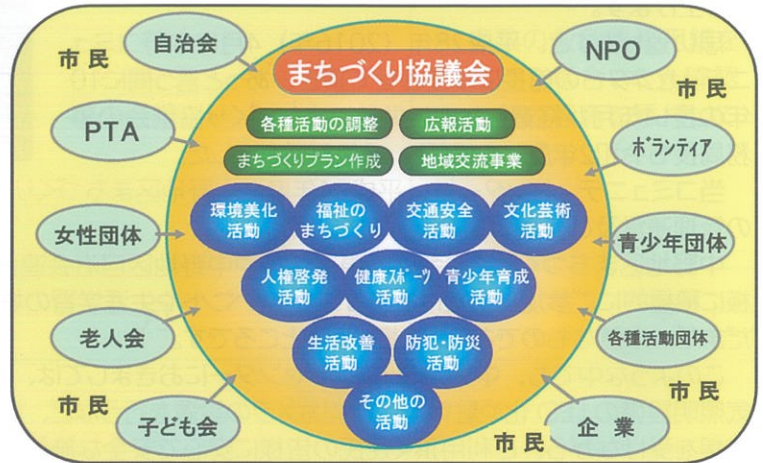 市民
自治会
まちづくり協議会
NPO
市民
PTA
各種活動の調整
広報活動
ボランティア
まちづくりプラン作成
地域交流事業
女性団体
環境美化
活動
福祉の
まちづくり
交通安全
活動
文化芸術
活動
青少年団体
人権啓発
活動
健康スポーツ
活動
青少年育成
活動
老人会
生活改善
活動
防犯・防災
活動
各種活動団体
市民
子ども会
その他の
活動
市民
企業
市民